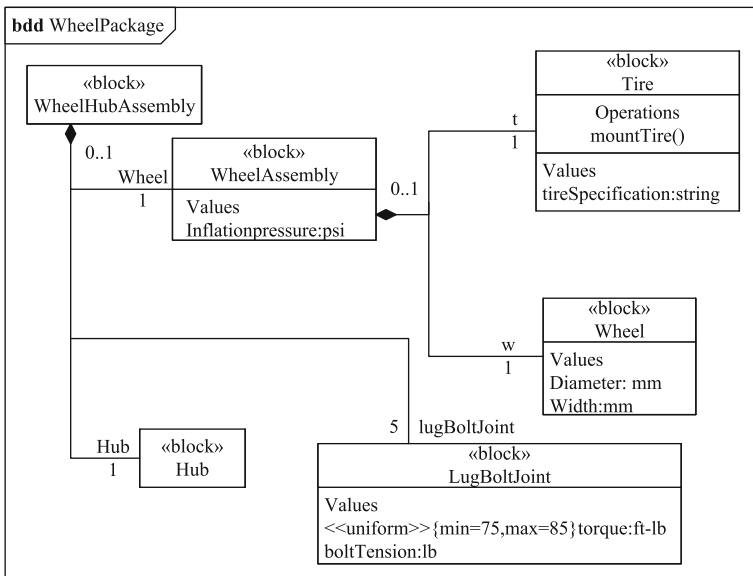 bdd WheelPackage
«block»
WheelHubAssembly
0..1
Wheel
1
«block»
WheelAssembly
Values
Inflationpressure:psi
0..1
t
1
«block»
Tire
Operations
mountTire()
Values
tireSpecification:string
w
1
«block»
Wheel
Values
Diameter: mm
Width:mm
Hub
1
«block»
Hub
5 lugBoltJoint
«block»
LugBoltJoint
Values
<<uniform>>{min=75,max=85}torque:ft-lb
boltTension:lb